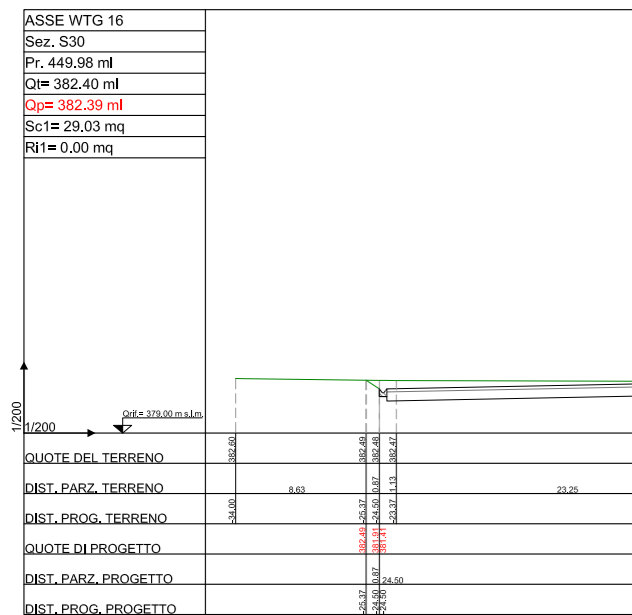 ASSE WTG 16
Sez. S30
Pr. 449.98 ml
Qt= 382.40 ml
Qp= 382.39 ml
Sc1= 29.03 mq
Ri1= 0.00 mq
1/200
1/200
Qrif.= 379.00 m s.l.m.
QUOTE DEL TERRENO 382.60 382.49 382.48 382.47
DIST. PARZ. TERRENO 8.63 0.87 1.13 23.25
DIST. PROG. TERRENO -34.00 -25.37 -24.50 -23.37
QUOTE DI PROGETTO 382.49 381.91 381.41
DIST. PARZ. PROGETTO 0.87 24.50
DIST. PROG. PROGETTO -25.37 -24.50 -24.50